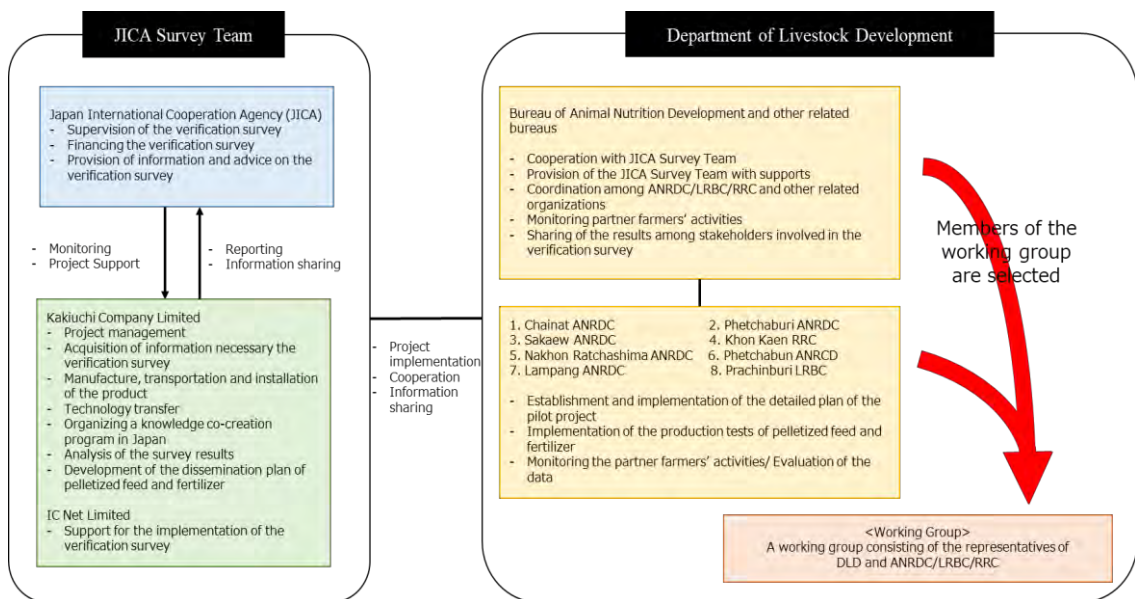 JICA Survey Team
Japan International Cooperation Agency (JICA)
- Supervision of the verification survey
- Financing the verification survey
- Provision of information and advice on the
verification survey
- Monitoring
- Project Support
- Reporting
- Information sharing
Kakiuchi Company Limited
- Project management
- Acquisition of information necessary the
verification survey
- Manufacture, transportation and installation
of the product
- Technology transfer
- Organizing a knowledge co-creation
program in Japan
- Analysis of the survey results
- Development of the dissemination plan of
pelletized feed and fertilizer
IC Net Limited
- Support for the implementation of the
verification survey
- Project
implementation
- Cooperation
- Information
sharing
Department of Livestock Development
Bureau of Animal Nutrition Development and other related
bureaus
- Cooperation with JICA Survey Team
- Provision of the JICA Survey Team with supports
- Coordination among ANRDC/LRBC/RRC and other related
organizations
- Monitoring partner farmers' activities
- Sharing of the results among stakeholders involved in the
verification survey
1. Chainat ANRDC 2. Phetchaburi ANRDC
3. Sakaew ANRDC 4. Khon Kaen RRC
5. Nakhon Ratchashima ANRDC 6. Phetchabun ANRCD
7. Lampang ANRDC 8. Prachinburi LRBC
- Establishment and implementation of the detailed plan of the
pilot project
- Implementation of the production tests of pelletized feed and
fertilizer
- Monitoring the partner farmers' activities/ Evaluation of the
data
Members of the
working group
are selected
<Working Group>
A working group consisting of the representatives of
DLD and ANRDC/LRBC/RRC